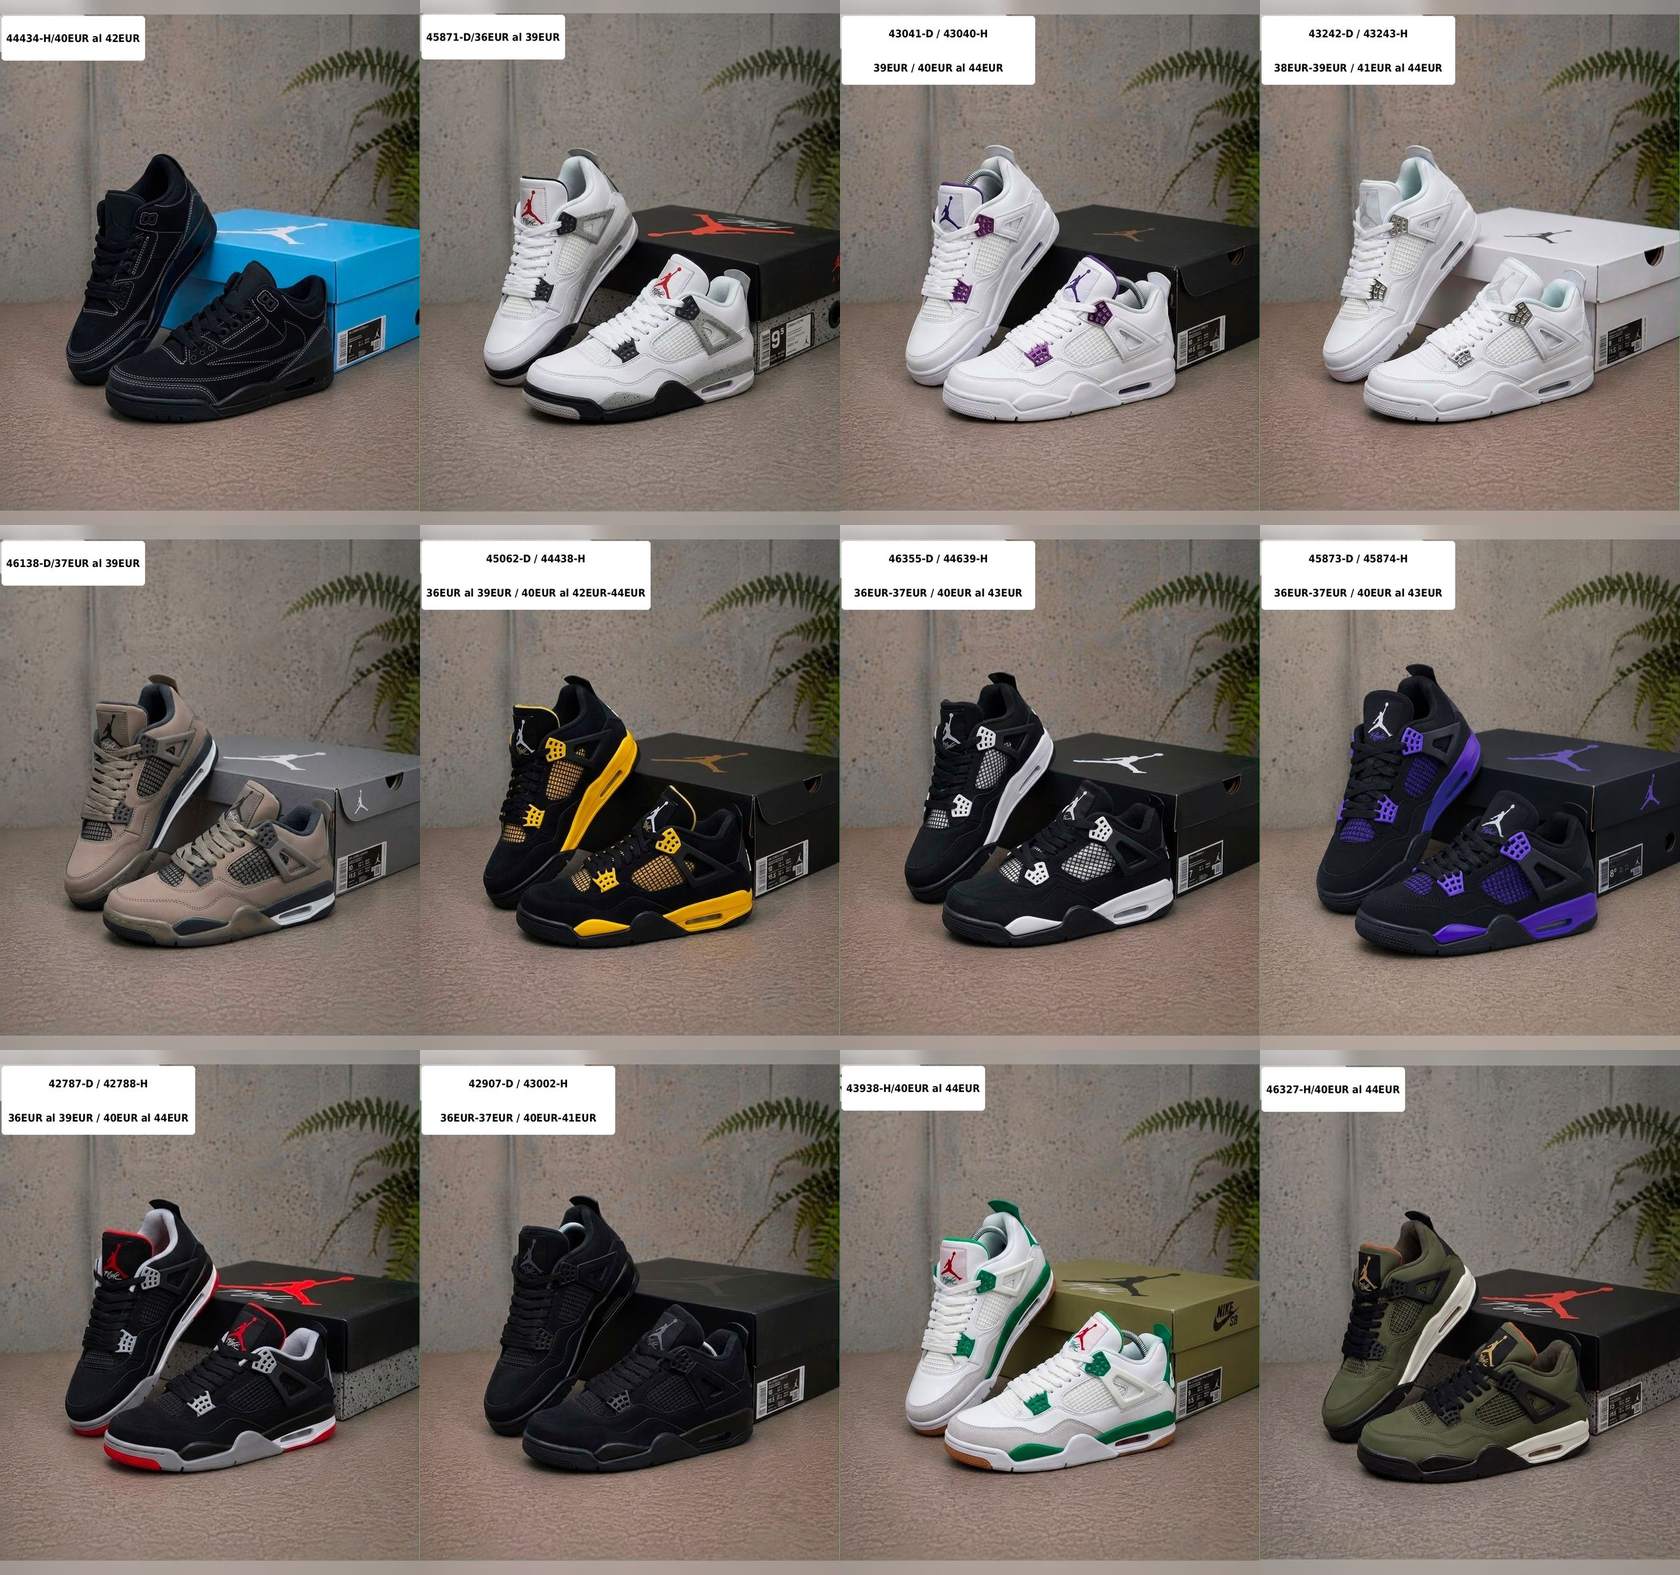 44434-H/40EUR al 42EUR
45871-D/36EUR al 39EUR
43041-D / 43040-H
39EUR / 40EUR al 44EUR
43242-D / 43243-H
38EUR-39EUR / 41EUR al 44EUR
9⁵
46138-D/37EUR al 39EUR
45062-D / 44438-H
36EUR al 39EUR / 40EUR al 42EUR-44EUR
46355-D / 44639-H
36EUR-37EUR / 40EUR al 43EUR
45873-D / 45874-H
36EUR-37EUR / 40EUR al 43EUR
42787-D / 42788-H
36EUR al 39EUR / 40EUR al 44EUR
42907-D / 43002-H
36EUR-37EUR / 40EUR-41EUR
43938-H/40EUR al 44EUR
46327-H/40EUR al 44EUR
NIKE
SB